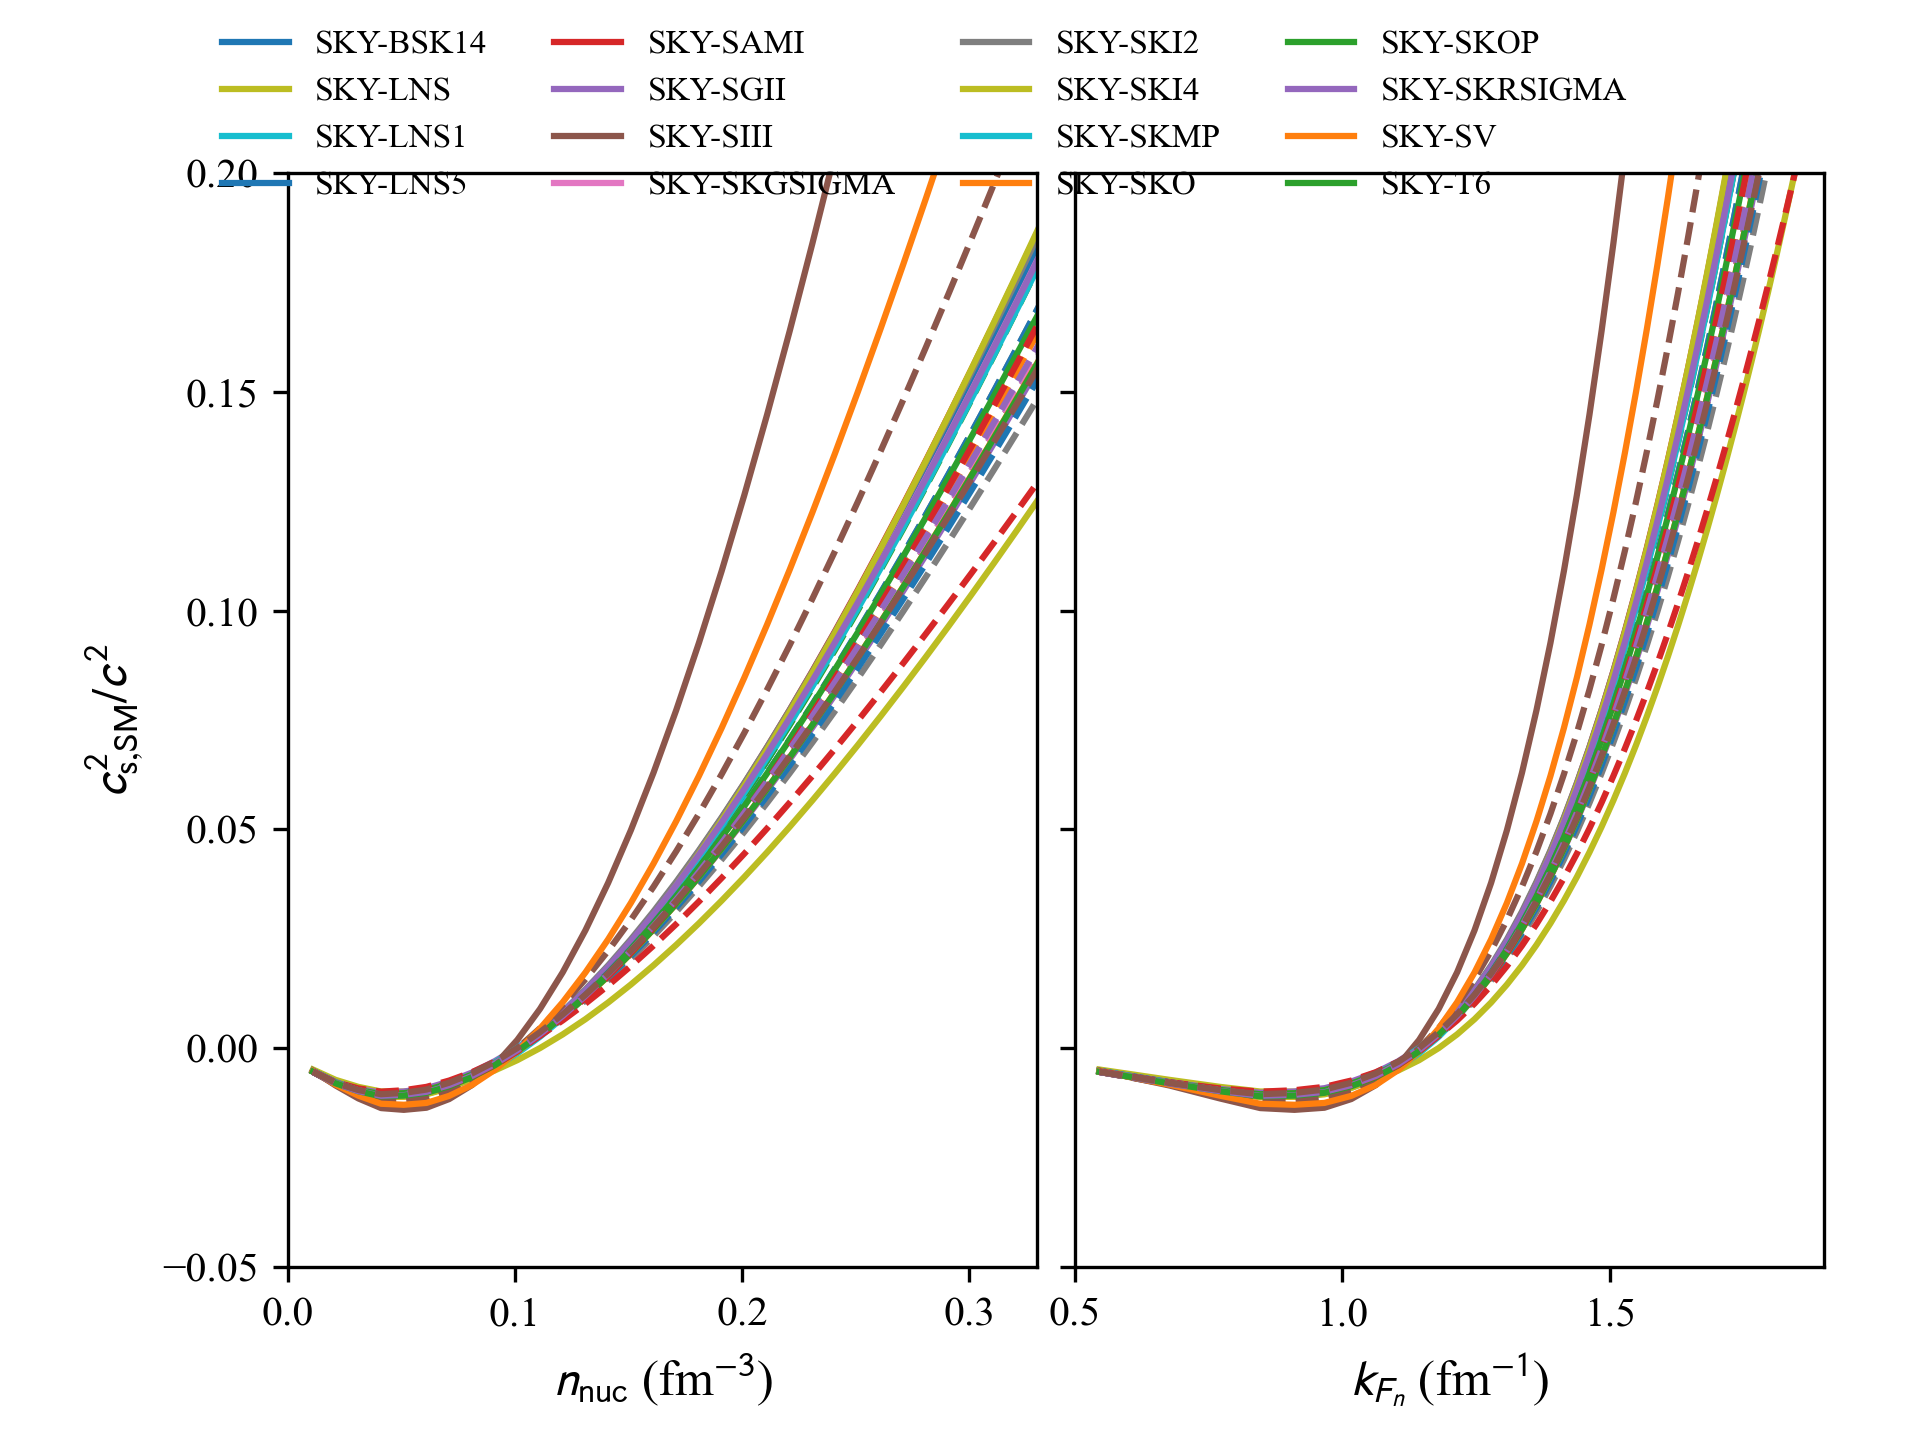 SKY-BSK14 SKY-SAMI SKY-SKI2 SKY-SKOP
SKY-LNS SKY-SGII SKY-SKI4 SKY-SKRSIGMA
SKY-LNS1 SKY-SIII SKY-SKMP SKY-SV
SKY-LNS5 SKY-SKGSIGMA SKY-SKO SKY-T6
0.20
0.15
0.10
0.05
0.00
−0.05
c²s,SM/c²
0.0 0.1 0.2 0.3 0.5 1.0 1.5
n_nuc (fm⁻³) k_{F_n} (fm⁻¹)